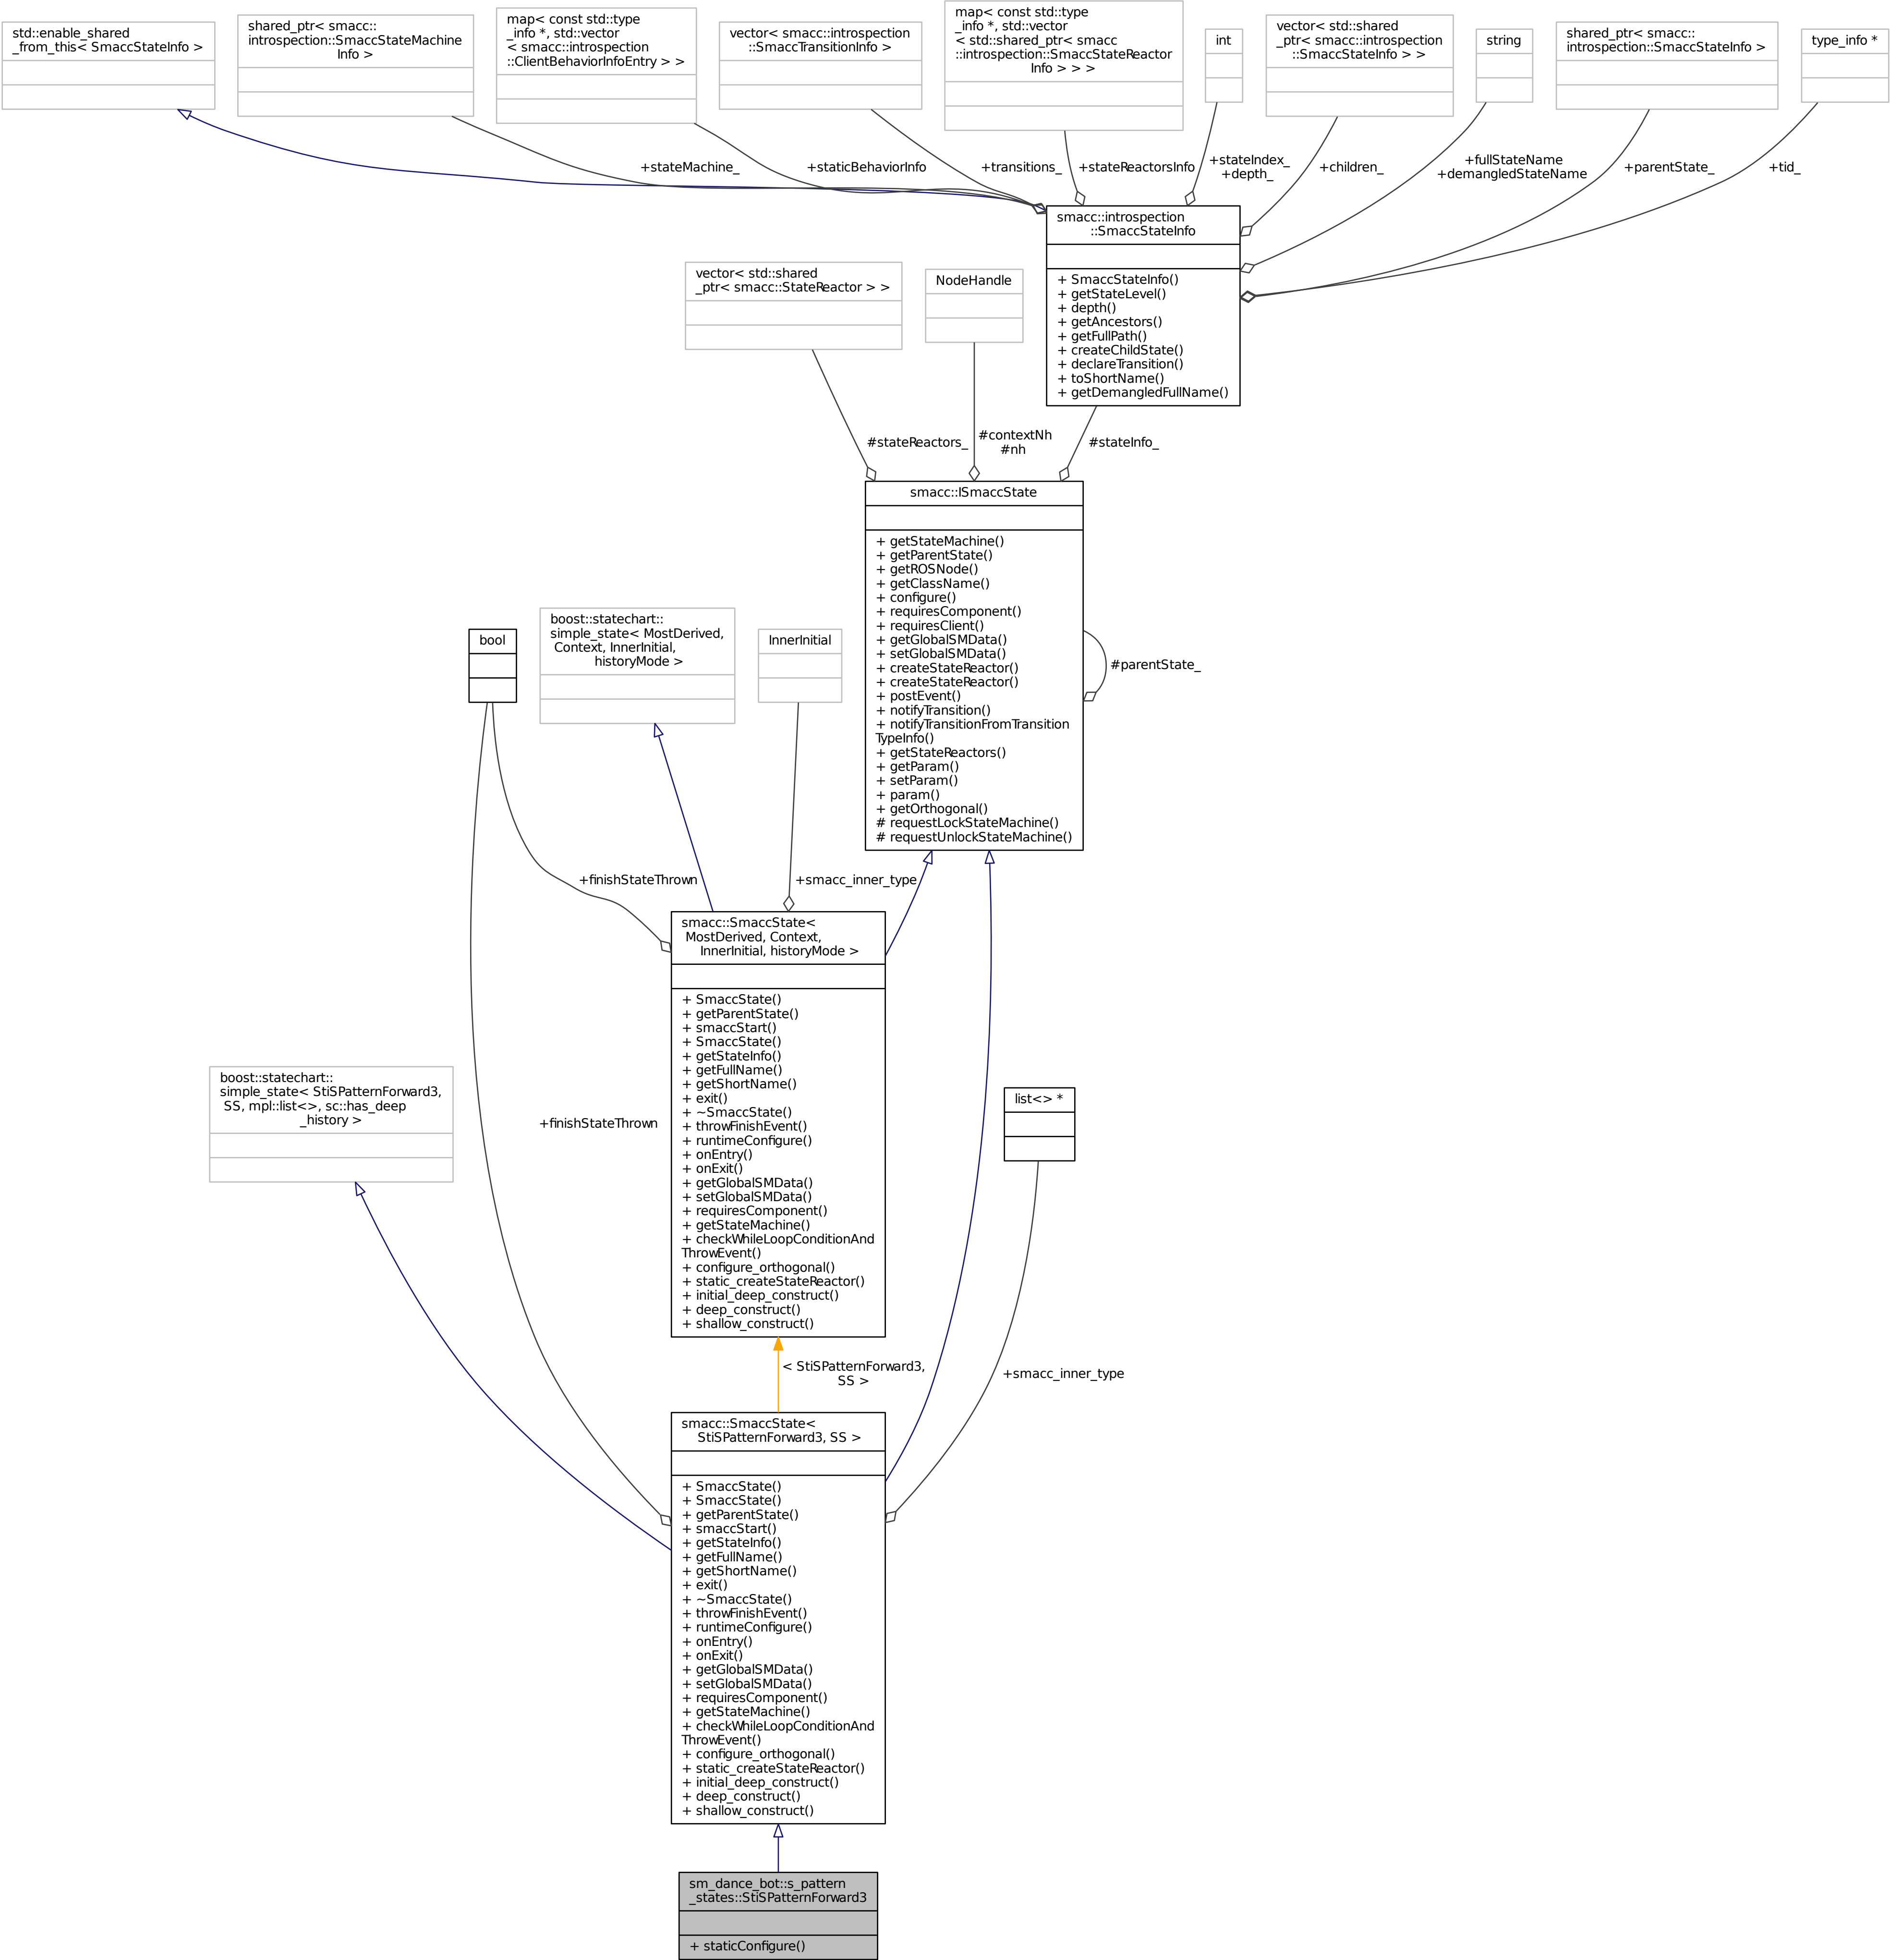 std::enable_shared
_from_this< SmaccStateInfo >
shared_ptr< smacc::
introspection::SmaccStateMachine
Info >
map< const std::type
_info *, std::vector
< smacc::introspection
::ClientBehaviorInfoEntry > >
vector< smacc::introspection
::SmaccTransitionInfo >
map< const std::type
_info *, std::vector
< std::shared_ptr< smacc
::introspection::SmaccStateReactor
Info > > >
int
vector< std::shared
_ptr< smacc::introspection
::SmaccStateInfo > >
string
shared_ptr< smacc::
introspection::SmaccStateInfo >
type_info *
+stateMachine_
+staticBehaviorInfo
+transitions_
+stateReactorsInfo
+stateIndex_
+depth_
+children_
+fullStateName
+demangledStateName
+parentState_
+tid_
smacc::introspection
::SmaccStateInfo
+ SmaccStateInfo()
+ getStateLevel()
+ depth()
+ getAncestors()
+ getFullPath()
+ createChildState()
+ declareTransition()
+ toShortName()
+ getDemangledFullName()
vector< std::shared
_ptr< smacc::StateReactor > >
NodeHandle
#stateReactors_
#contextNh
#nh
#stateInfo_
smacc::ISmaccState
+ getStateMachine()
+ getParentState()
+ getROSNode()
+ getClassName()
+ configure()
+ requiresComponent()
+ requiresClient()
+ getGlobalSMData()
+ setGlobalSMData()
+ createStateReactor()
+ createStateReactor()
+ postEvent()
+ notifyTransition()
+ notifyTransitionFromTransition
TypeInfo()
+ getStateReactors()
+ getParam()
+ setParam()
+ param()
+ getOrthogonal()
# requestLockStateMachine()
# requestUnlockStateMachine()
#parentState_
bool
boost::statechart::
simple_state< MostDerived,
Context, InnerInitial,
historyMode >
InnerInitial
+finishStateThrown
+smacc_inner_type
smacc::SmaccState<
MostDerived, Context,
InnerInitial, historyMode >
+ SmaccState()
+ getParentState()
+ smaccStart()
+ SmaccState()
+ getStateInfo()
+ getFullName()
+ getShortName()
+ exit()
+ ~SmaccState()
+ throwFinishEvent()
+ runtimeConfigure()
+ onEntry()
+ onExit()
+ getGlobalSMData()
+ setGlobalSMData()
+ requiresComponent()
+ getStateMachine()
+ checkWhileLoopConditionAnd
ThrowEvent()
+ configure_orthogonal()
+ static_createStateReactor()
+ initial_deep_construct()
+ deep_construct()
+ shallow_construct()
boost::statechart::
simple_state< StiSPatternForward3,
SS, mpl::list<>, sc::has_deep
_history >
+finishStateThrown
list<> *
< StiSPatternForward3,
SS >
+smacc_inner_type
smacc::SmaccState<
StiSPatternForward3, SS >
+ SmaccState()
+ SmaccState()
+ getParentState()
+ smaccStart()
+ getStateInfo()
+ getFullName()
+ getShortName()
+ exit()
+ ~SmaccState()
+ throwFinishEvent()
+ runtimeConfigure()
+ onEntry()
+ onExit()
+ getGlobalSMData()
+ setGlobalSMData()
+ requiresComponent()
+ getStateMachine()
+ checkWhileLoopConditionAnd
ThrowEvent()
+ configure_orthogonal()
+ static_createStateReactor()
+ initial_deep_construct()
+ deep_construct()
+ shallow_construct()
sm_dance_bot::s_pattern
_states::StiSPatternForward3
+ staticConfigure()